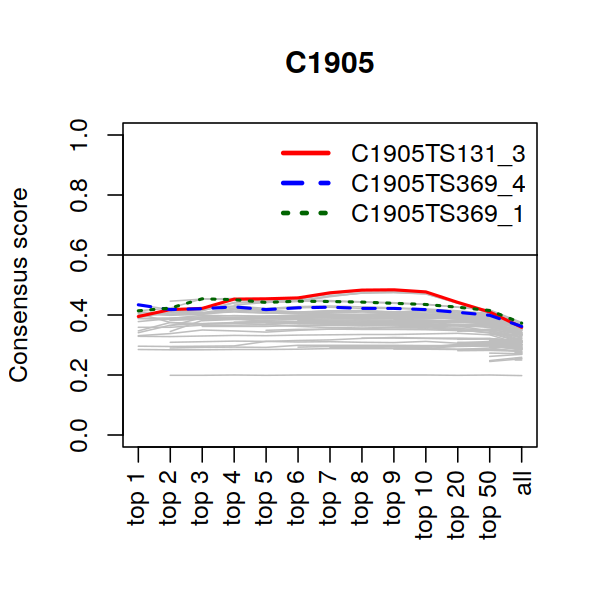 C1905
C1905TS131_3
C1905TS369_4
C1905TS369_1
Consensus score
1.0
0.8
0.6
0.4
0.2
0.0
top 1
top 2
top 3
top 4
top 5
top 6
top 7
top 8
top 9
top 10
top 20
top 50
all